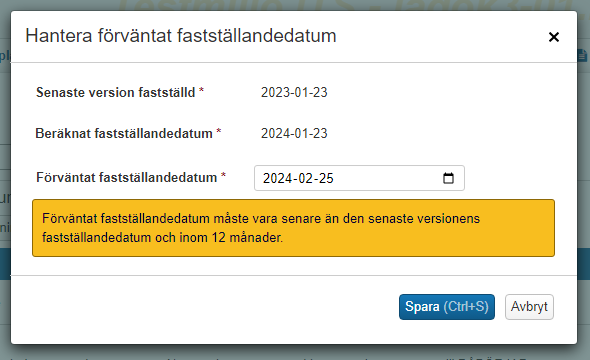 Hantera förväntat fastställandedatum
Senaste version fastställd * 2023-01-23
Beräknat fastställandedatum * 2024-01-23
Förväntat fastställandedatum * 2024-02-25
Förväntat fastställandedatum måste vara senare än den senaste versionens
fastställandedatum och inom 12 månader.
Spara (Ctrl+S) Avbryt